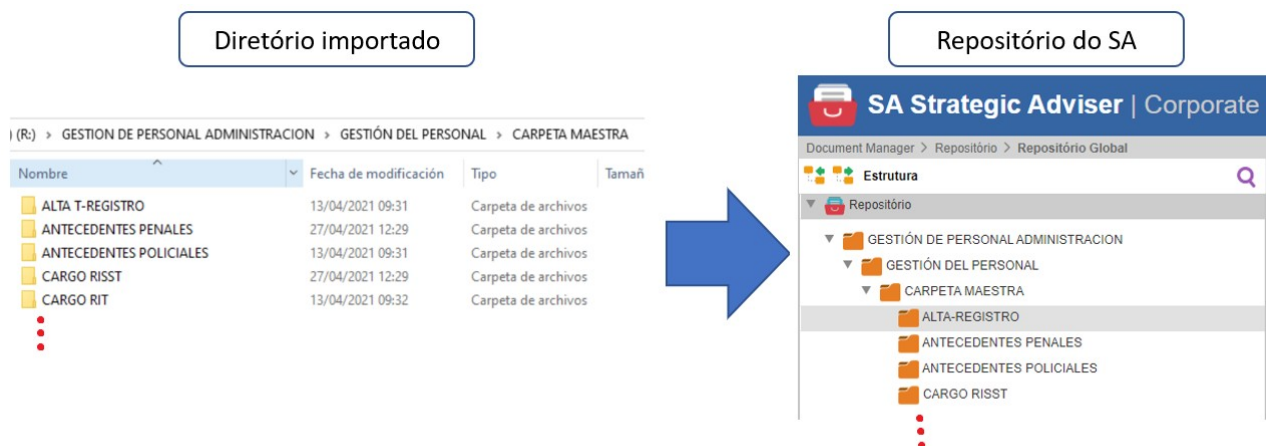 Diretório importado
Repositório do SA
) (R:) > GESTION DE PERSONAL ADMINISTRACION > GESTIÓN DEL PERSONAL > CARPETA MAESTRA
Nombre Fecha de modificación Tipo Tamañ
ALTA T-REGISTRO 13/04/2021 09:31 Carpeta de archivos
ANTECEDENTES PENALES 27/04/2021 12:29 Carpeta de archivos
ANTECEDENTES POLICIALES 13/04/2021 09:31 Carpeta de archivos
CARGO RISST 27/04/2021 12:29 Carpeta de archivos
CARGO RIT 13/04/2021 09:32 Carpeta de archivos
SA Strategic Adviser | Corporate
Document Manager > Repositório > Repositório Global
Estrutura
Repositório
GESTIÓN DE PERSONAL ADMINISTRACION
GESTIÓN DEL PERSONAL
CARPETA MAESTRA
ALTA-REGISTRO
ANTECEDENTES PENALES
ANTECEDENTES POLICIALES
CARGO RISST